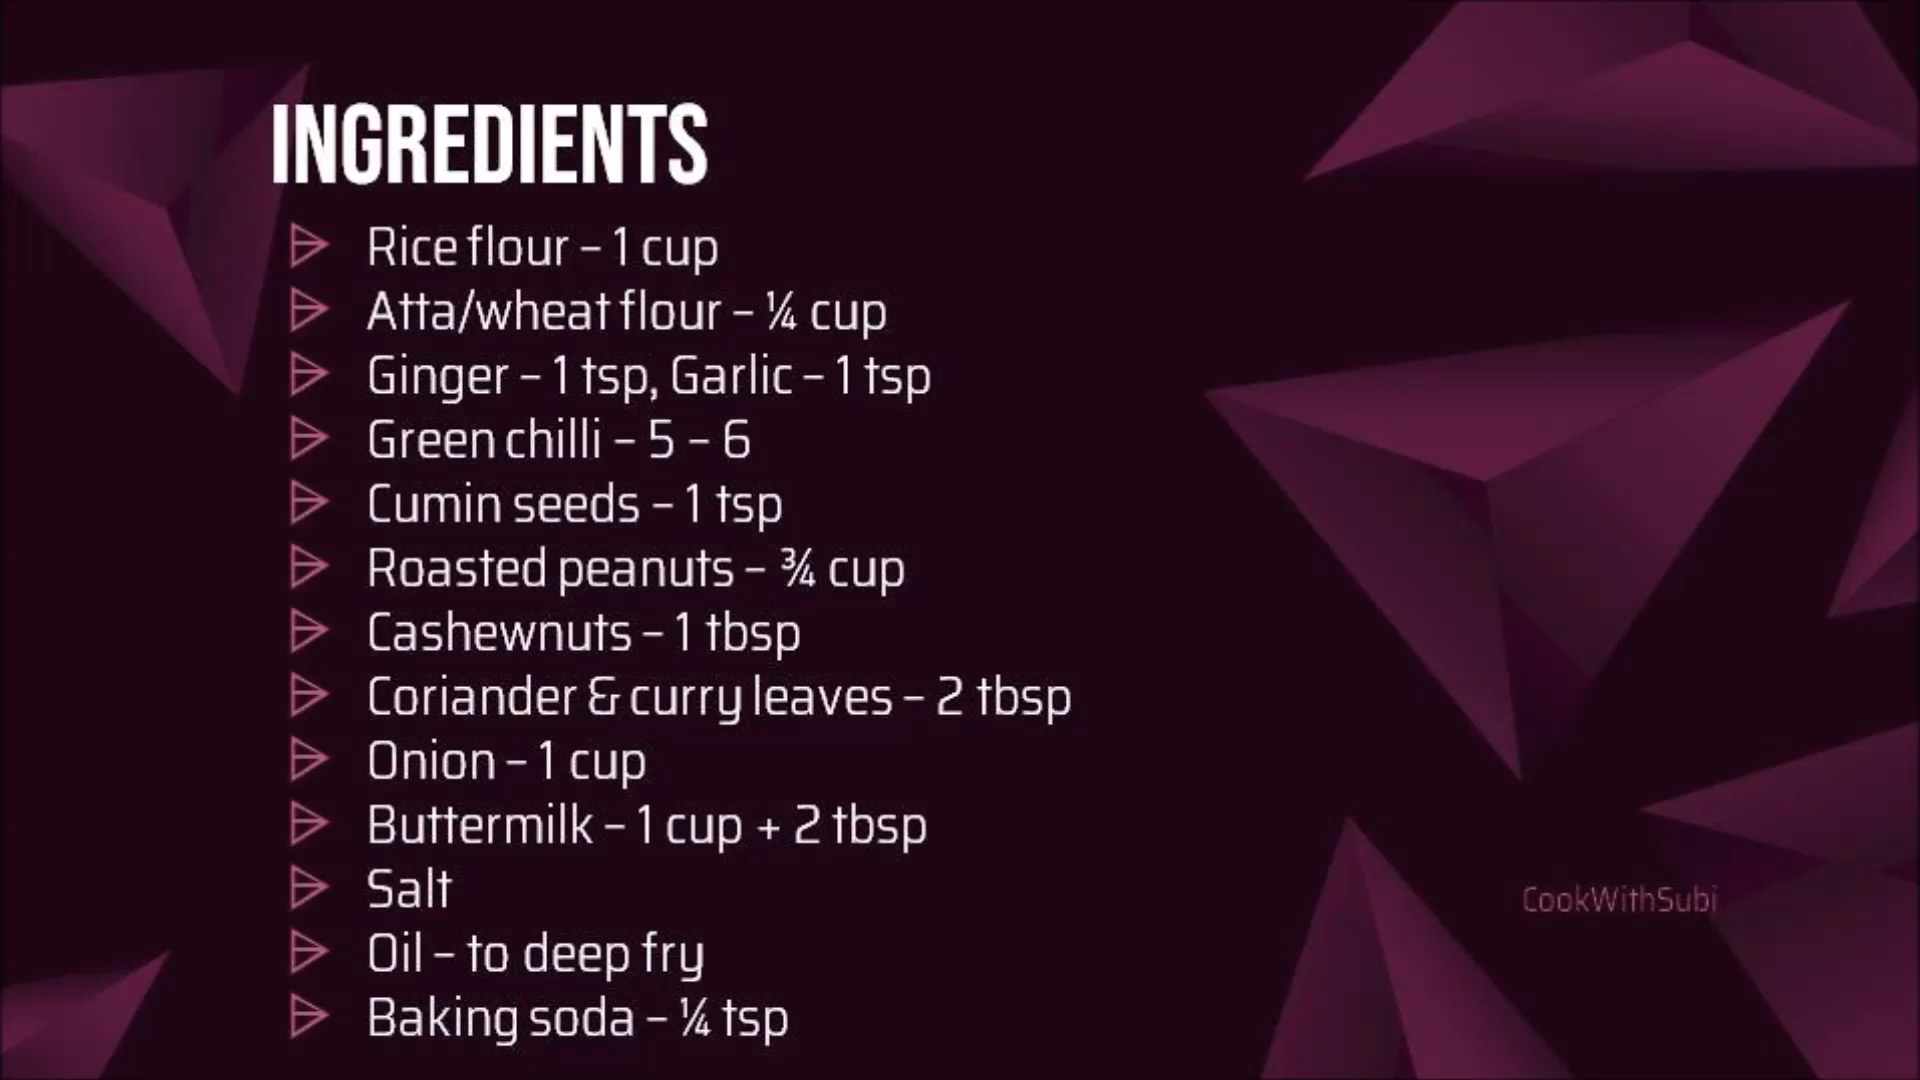 INGREDIENTS
Rice flour – 1 cup
Atta/wheat flour – ¼ cup
Ginger – 1 tsp, Garlic – 1 tsp
Green chilli – 5 – 6
Cumin seeds – 1 tsp
Roasted peanuts – ¾ cup
Cashewnuts – 1 tbsp
Coriander & curry leaves – 2 tbsp
Onion – 1 cup
Buttermilk – 1 cup + 2 tbsp
Salt
Oil – to deep fry
Baking soda – ¼ tsp
CookWithSubi